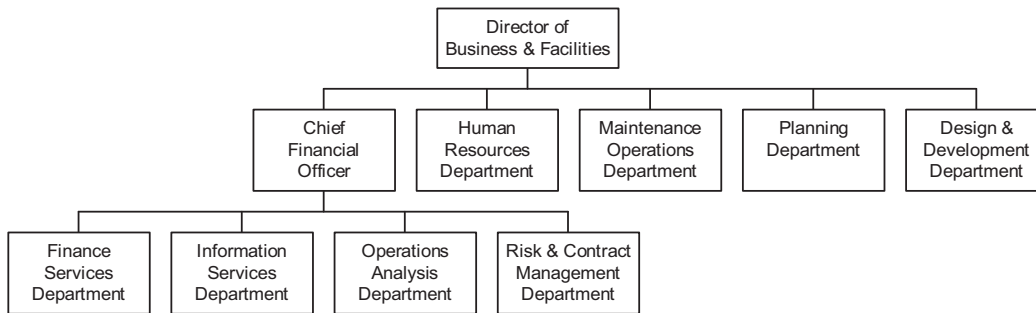 Director of
Business & Facilities
Chief
Financial
Officer
Human
Resources
Department
Maintenance
Operations
Department
Planning
Department
Design &
Development
Department
Finance
Services
Department
Information
Services
Department
Operations
Analysis
Department
Risk & Contract
Management
Department